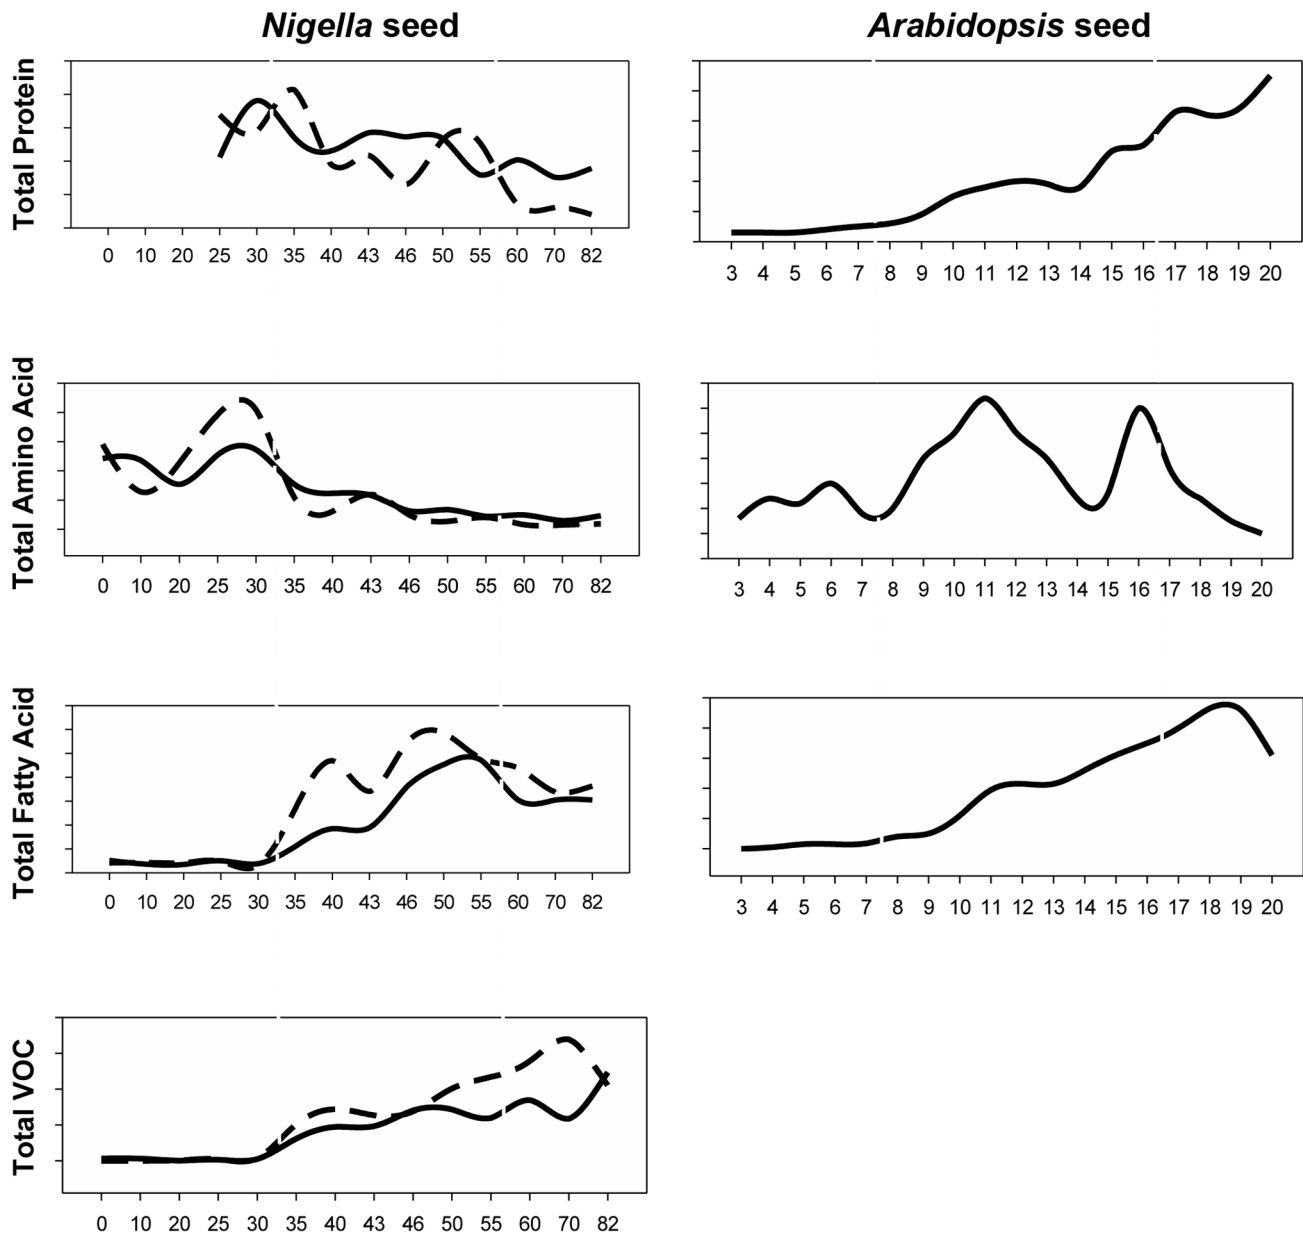 Nigella seed
Arabidopsis seed
Total Protein
0 10 20 25 30 35 40 43 46 50 55 60 70 82
3 4 5 6 7 8 9 10 11 12 13 14 15 16 17 18 19 20
Total Amino Acid
0 10 20 25 30 35 40 43 46 50 55 60 70 82
3 4 5 6 7 8 9 10 11 12 13 14 15 16 17 18 19 20
Total Fatty Acid
0 10 20 25 30 35 40 43 46 50 55 60 70 82
3 4 5 6 7 8 9 10 11 12 13 14 15 16 17 18 19 20
Total VOC
0 10 20 25 30 35 40 43 46 50 55 60 70 82